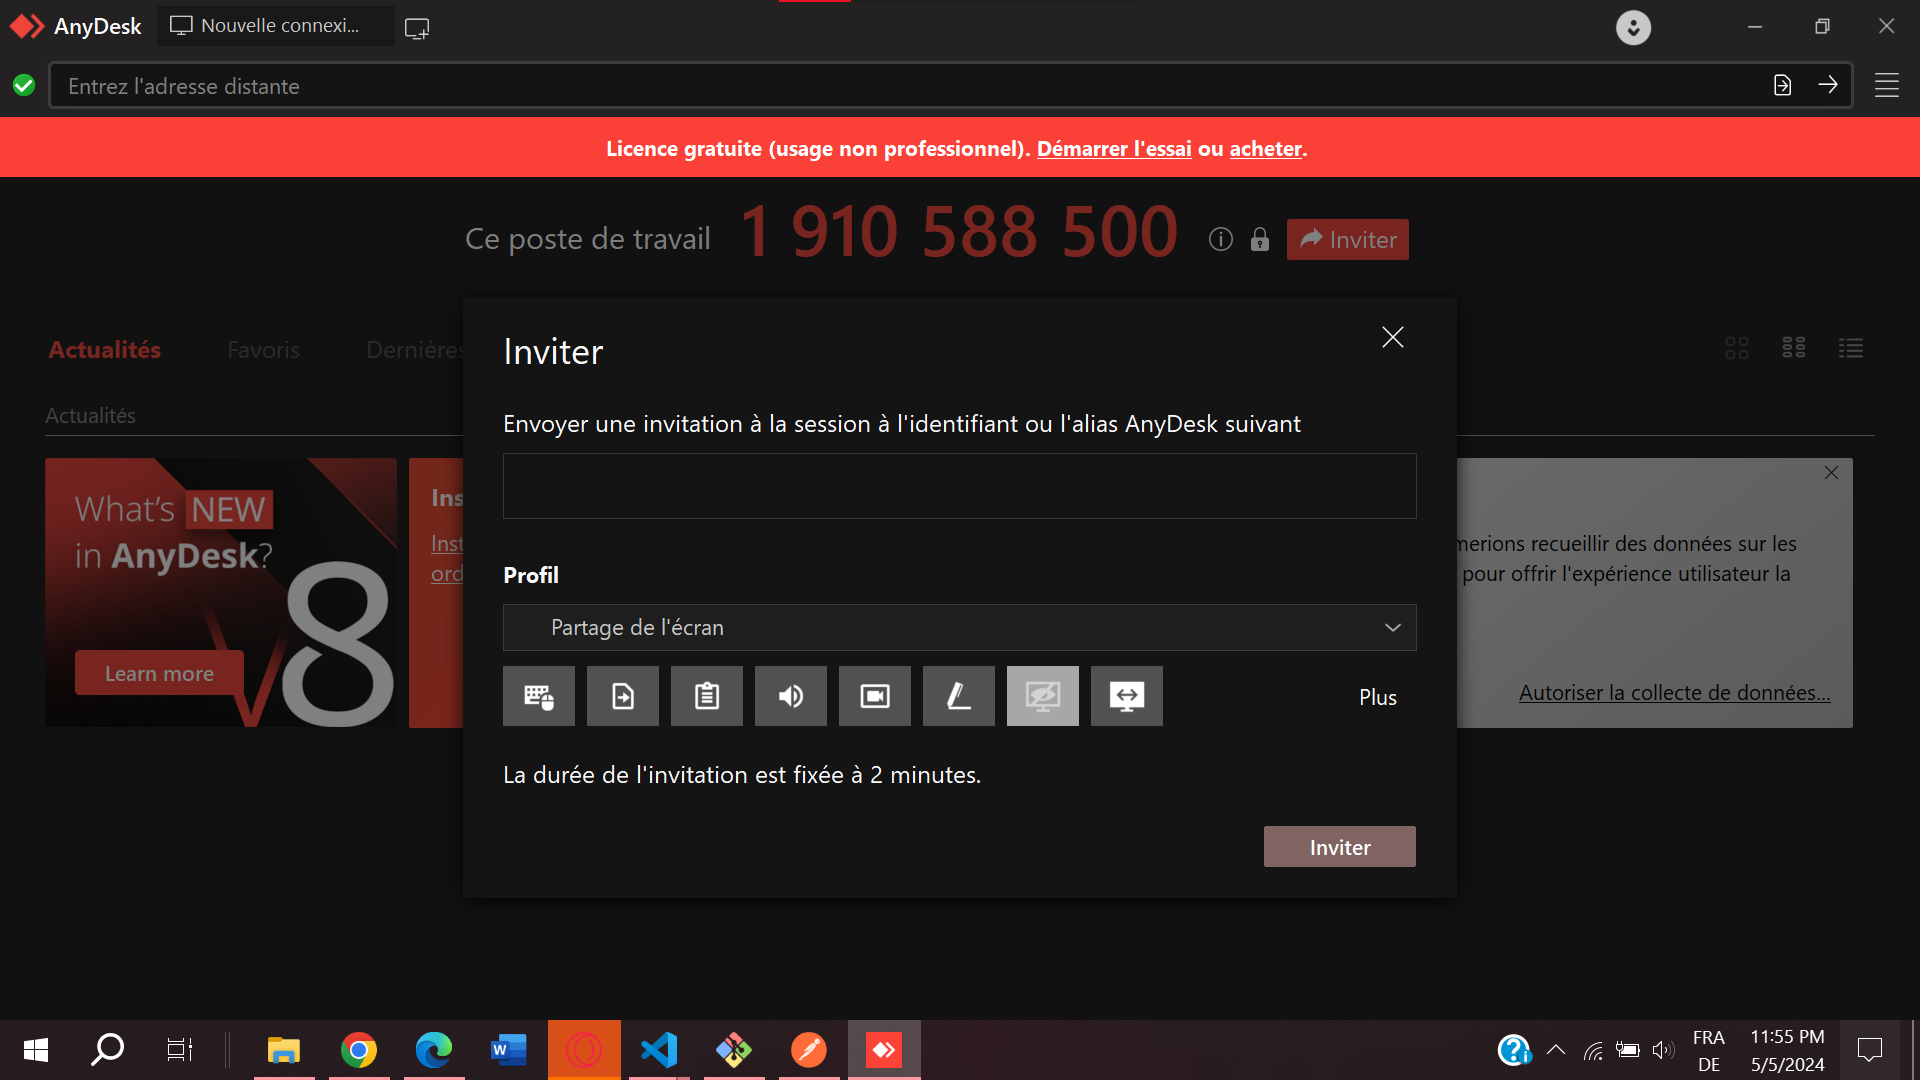 AnyDesk
Nouvelle connexi...
Entrez l'adresse distante
Licence gratuite (usage non professionnel). Démarrer l'essai ou acheter.
Ce poste de travail 1 910 588 500 Inviter
Actualités Favoris Dernières
Actualités
What's NEW
in AnyDesk?
V8
Learn more
Ins
Inst
ord
Inviter
Envoyer une invitation à la session à l'identifiant ou l'alias AnyDesk suivant
Profil
Partage de l'écran
Plus
La durée de l'invitation est fixée à 2 minutes.
Inviter
merions recueillir des données sur les
pour offrir l'expérience utilisateur la
Autoriser la collecte de données...
FRA
DE
11:55 PM
5/5/2024